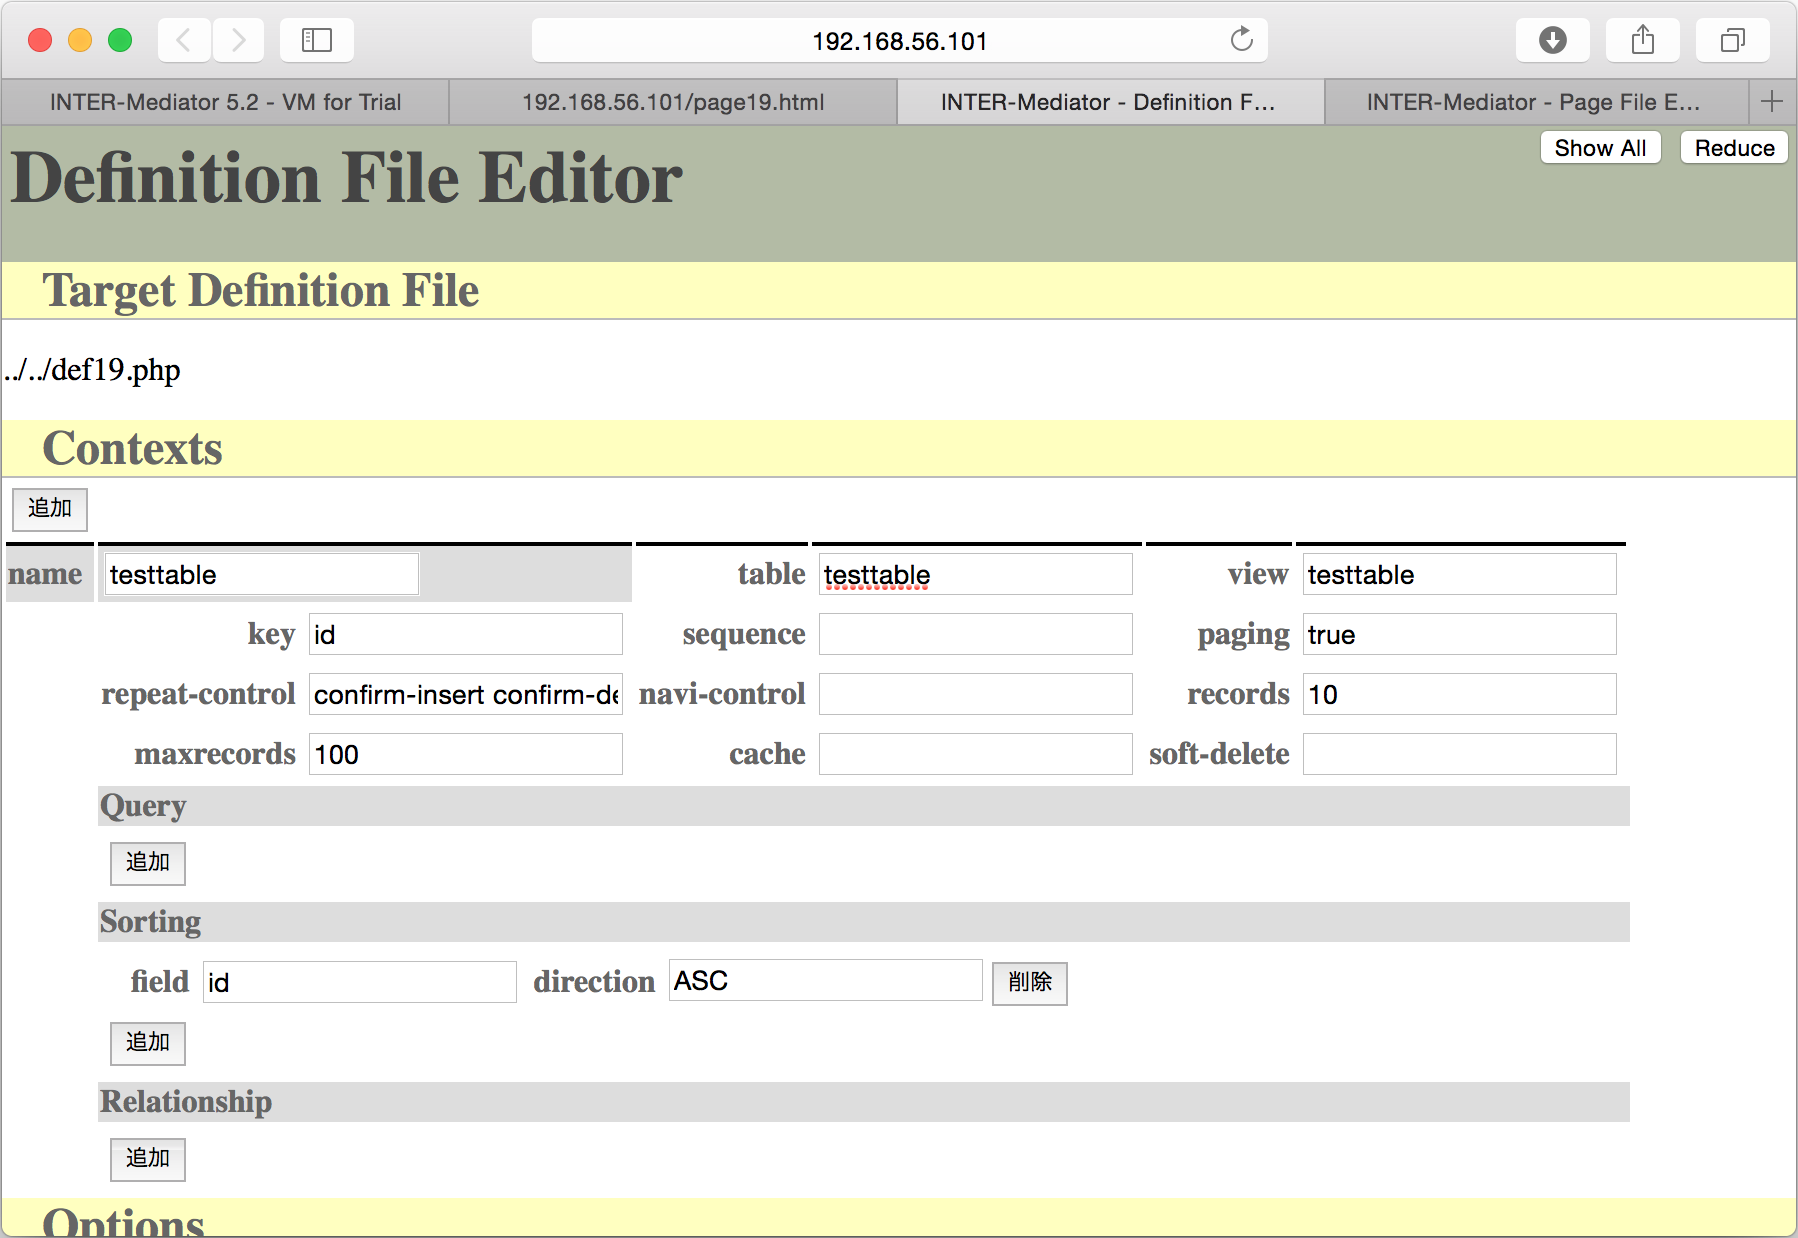 192.168.56.101
INTER-Mediator 5.2 - VM for Trial
192.168.56.101/page19.html
INTER-Mediator - Definition F...
INTER-Mediator - Page File E...
Definition File Editor
Show All
Reduce
Target Definition File
../../def19.php
Contexts
追加
name testtable table testtable view testtable
key id sequence paging true
repeat-control confirm-insert confirm-de navi-control records 10
maxrecords 100 cache soft-delete
Query
追加
Sorting
field id direction ASC 削除
追加
Relationship
追加
Options